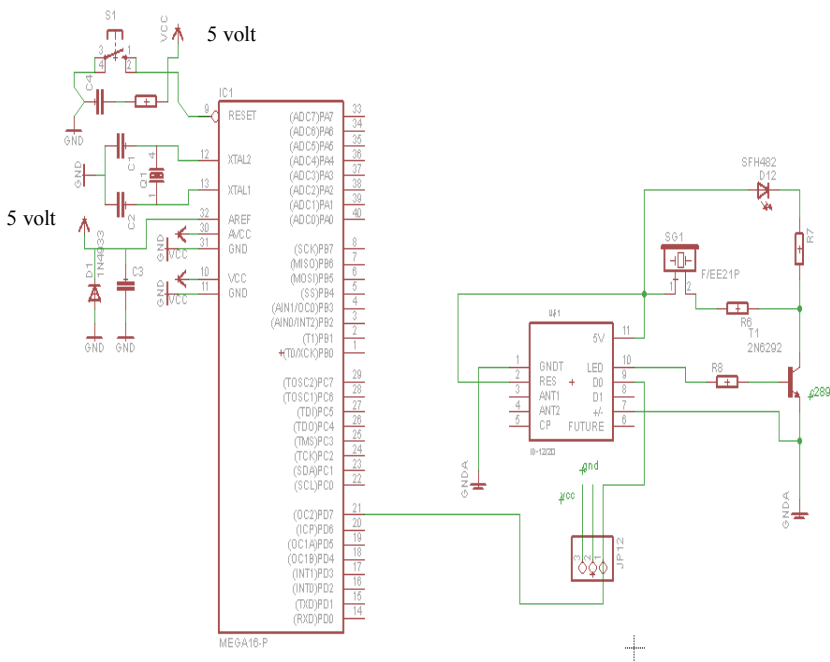 S1
VCC
5 volt
3
1
4
2
C4
GND
IC1
9
RESET
C1
4
GND
Q1
1
C2
12
XTAL2
13
XTAL1
32
AREF
30
AVCC
31
GND
10
VCC
11
GND
5 volt
GND
VCC
GND
VCC
D1
1N4933
C3
GND
GND
(ADC7)PA7
33
(ADC6)PA6
34
(ADC5)PA5
35
(ADC4)PA4
36
(ADC3)PA3
37
(ADC2)PA2
38
(ADC1)PA1
39
(ADC0)PA0
40
(SCK)PB7
8
(MISO)PB6
7
(MOSI)PB5
6
(SS)PB4
5
(AIN1/OC0)PB3
4
(AIN0/INT2)PB2
3
(T1)PB1
2
(T0/XCK)PB0
1
(TOSC2)PC7
29
(TOSC1)PC6
28
(TDI)PC5
27
(TDO)PC4
26
(TMS)PC3
25
(TCK)PC2
24
(SDA)PC1
23
(SCL)PC0
22
(OC2)PD7
21
(ICP)PD6
20
(OC1A)PD5
19
(OC1B)PD4
18
(INT1)PD3
17
(INT0)PD2
16
(TXD)PD1
15
(RXD)PD0
14
MEGA16-P
SFH482
D12
R7
SG1
F/EE21P
1
2
R6
T1
2N6292
R8
1
GNDT
2
RES
3
ANT1
4
ANT2
5
CP
5V
11
LED
10
D0
9
D1
8
+/-
7
FUTURE
6
GNDA
gnd
vcc
3
2
1
JP12
GNDA